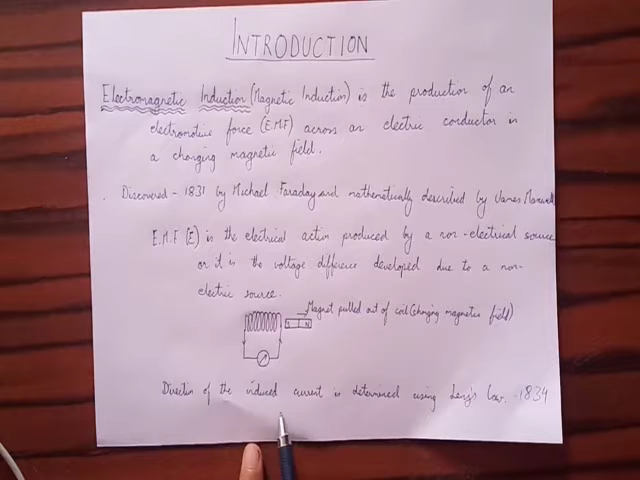 INTRODUCTION
Electromagnetic Induction (Magnetic Induction) is the production of an
electromotive force (E.M.F) across an electric conductor in
a changing magnetic field.
Discovered - 1831 by Michael Faraday and mathematically described by James Maxwell
E.M.F (E) is the electrical action produced by a non-electrical source
or it is the voltage difference developed due to a non-
electric source.
Magnet pulled out of coil (Changing magnetic field)
S N
Direction of the induced current is determined using Lenz's law. 1834